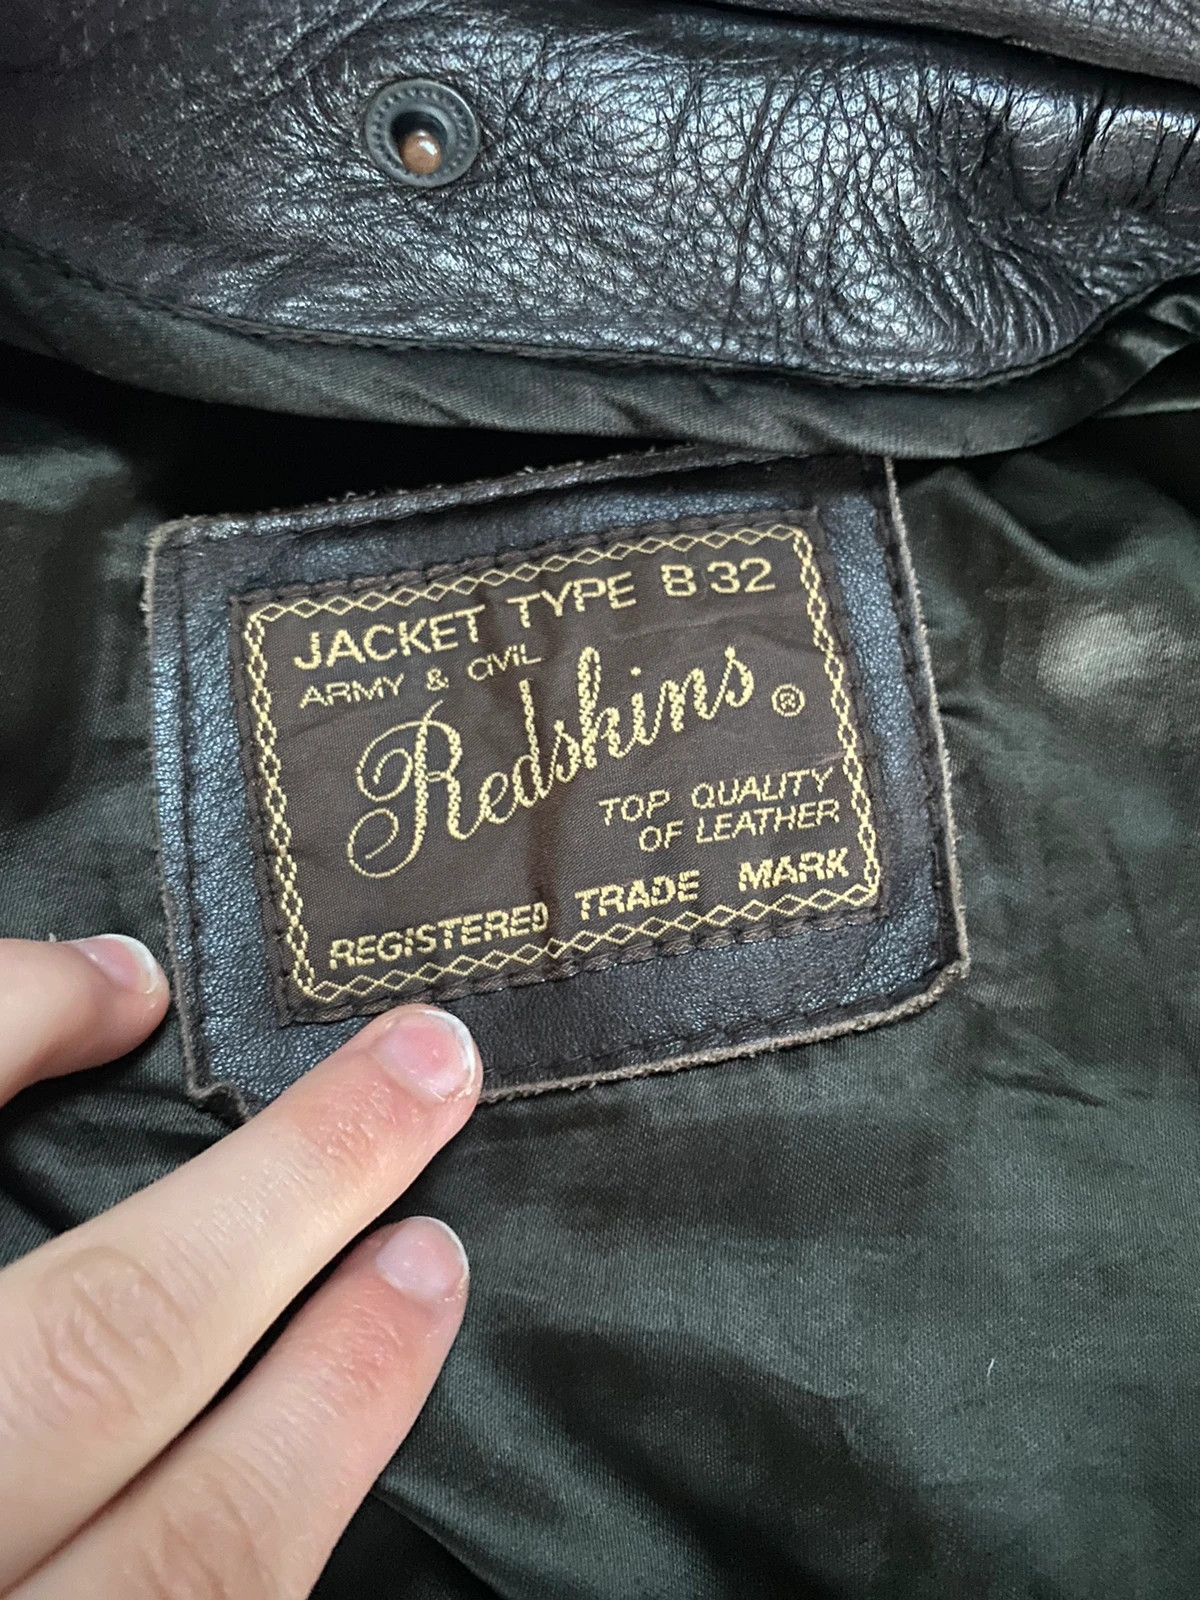 JACKET TYPE B 32
ARMY & CIVIL
Redskins ®
TOP QUALITY
OF LEATHER
REGISTERED TRADE MARK